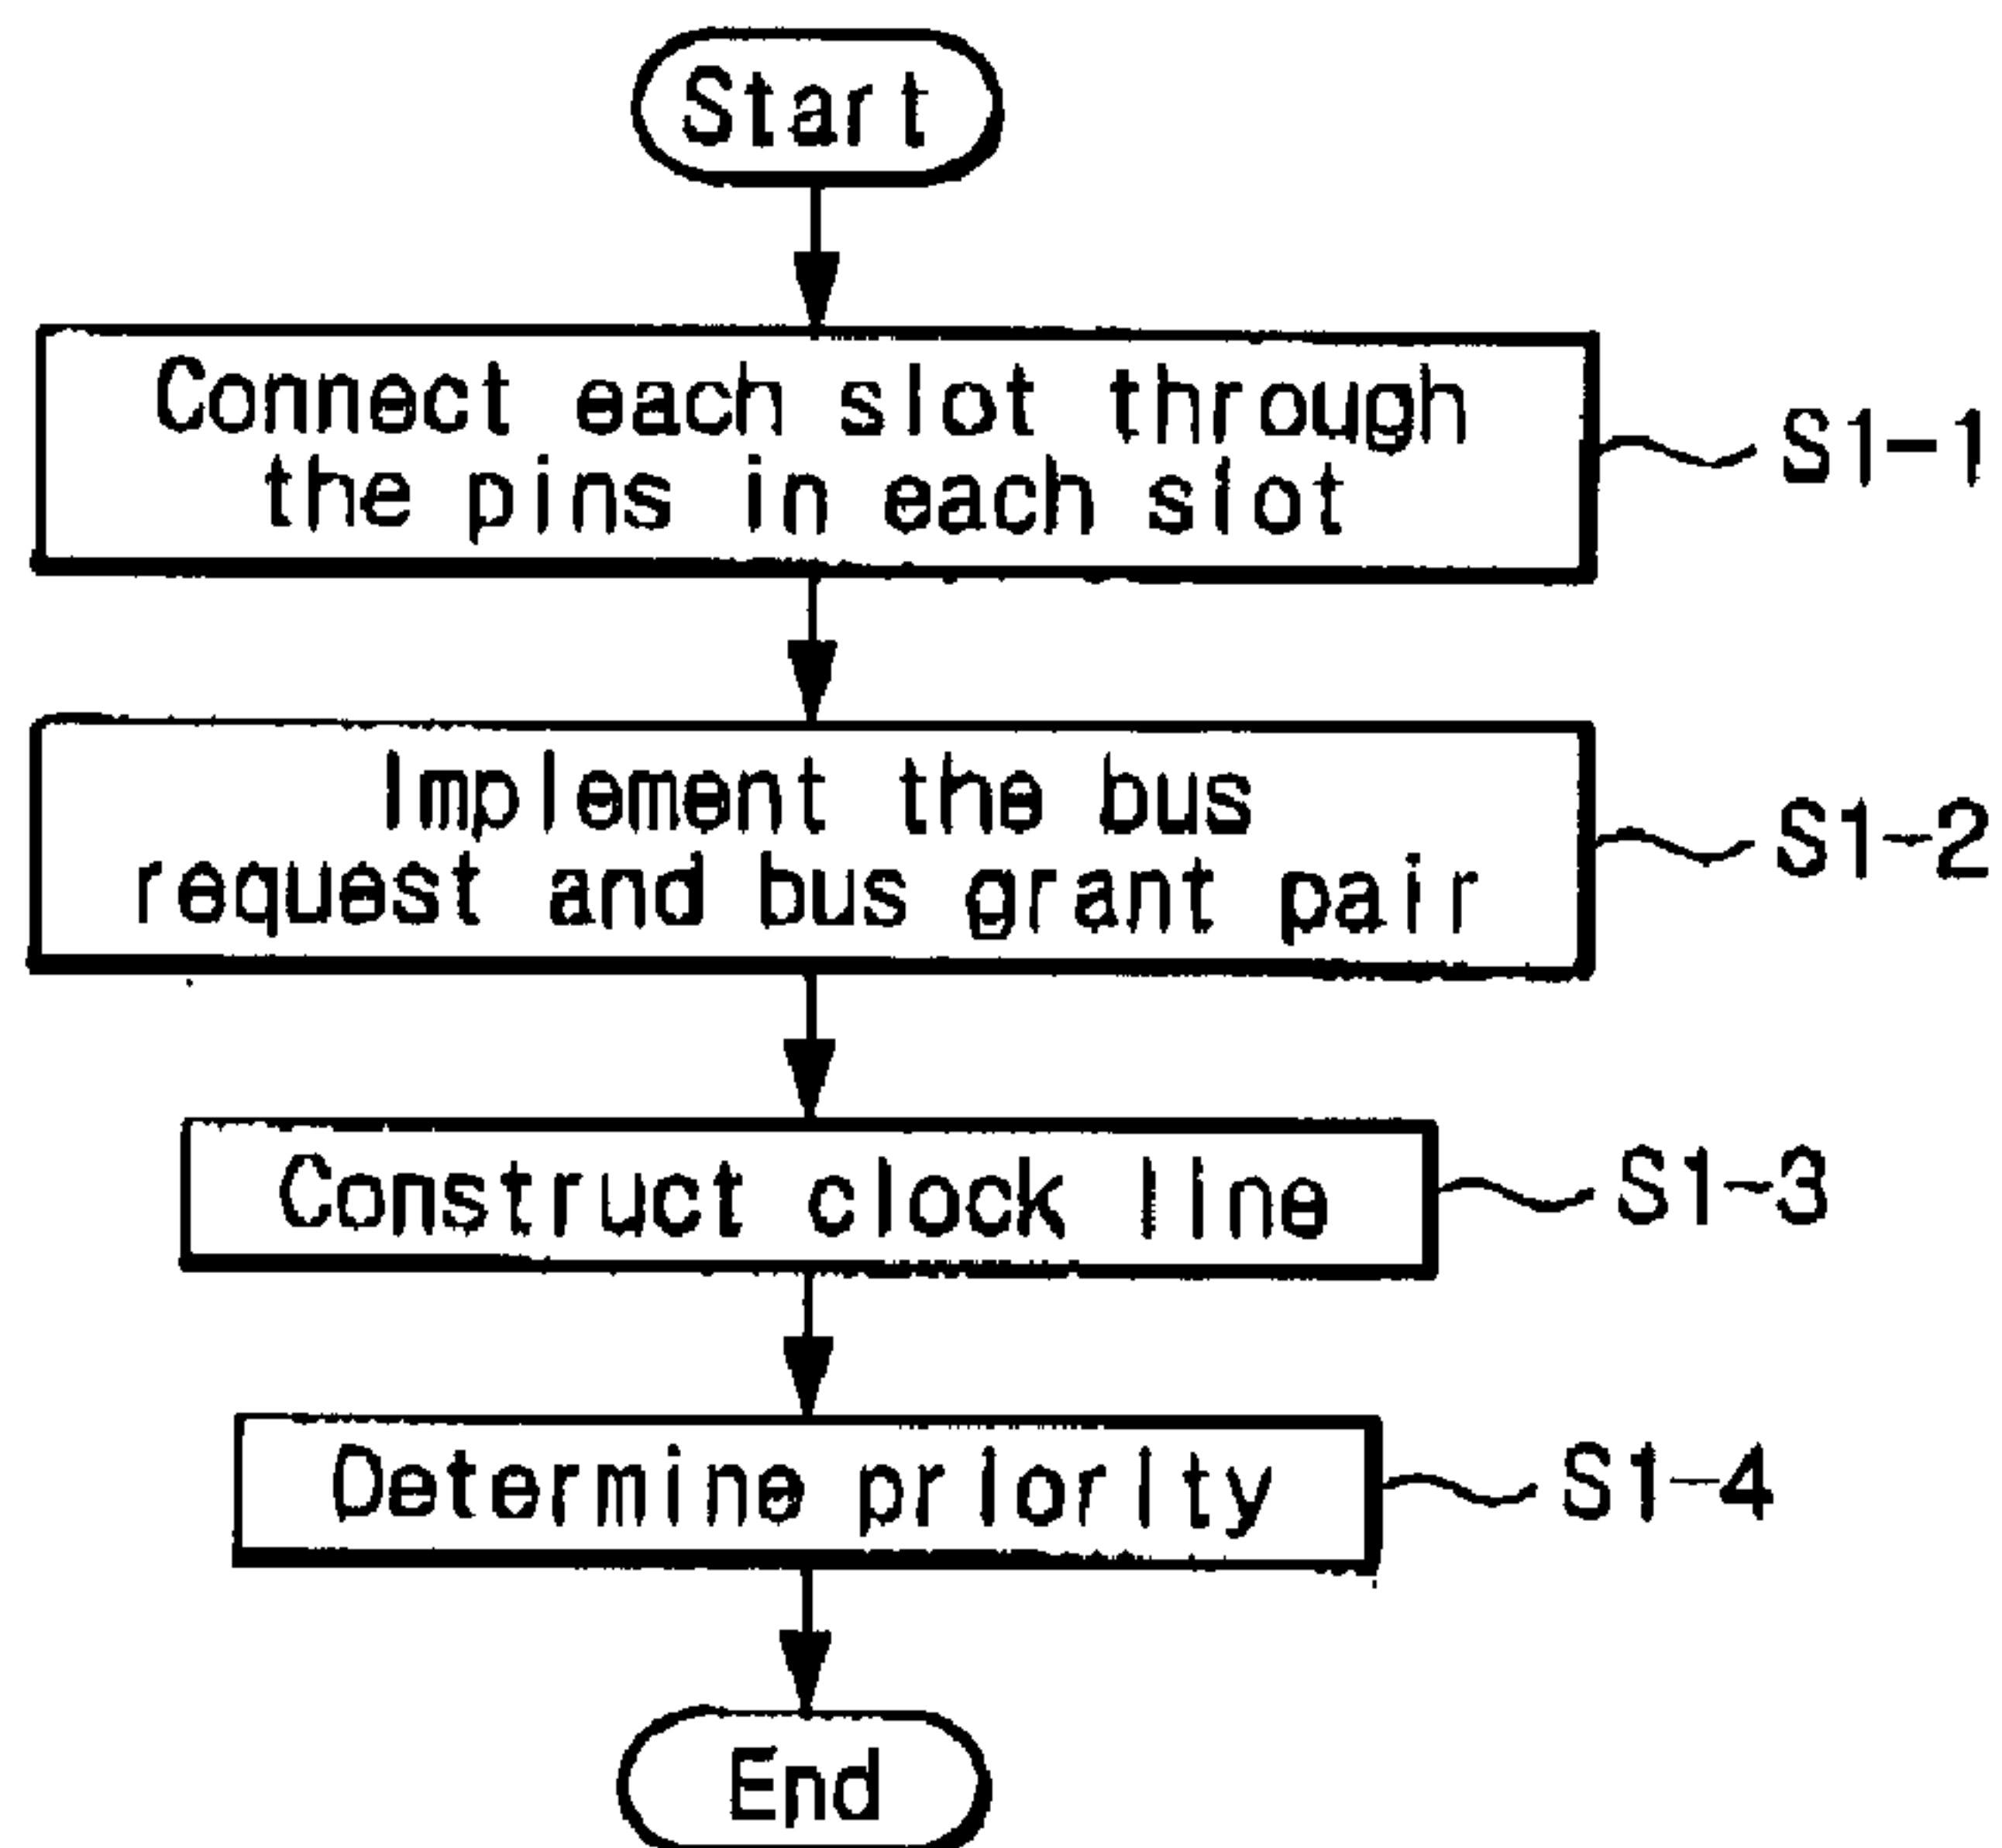 Start
Connect each slot through
the pins in each slot
S1-1
Implement the bus
request and bus grant pair
S1-2
Construct clock line
S1-3
Determine priority
S1-4
End